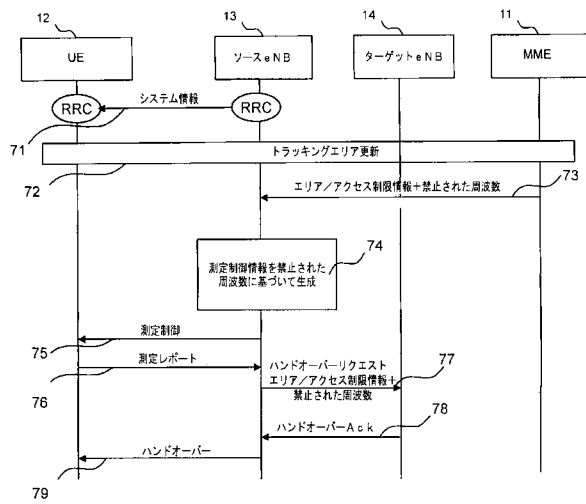 12
13
14
11
UE
ソースeNB
ターゲットeNB
MME
RRC
システム情報
RRC
71
トラッキングエリア更新
72
エリア／アクセス制限情報＋禁止された周波数
73
74
測定制御情報を禁止された
周波数に基づいて生成
測定制御
75
測定レポート
76
ハンドオーバーリクエスト
エリア／アクセス制限情報＋
禁止された周波数
77
78
ハンドオーバーAck
ハンドオーバー
79